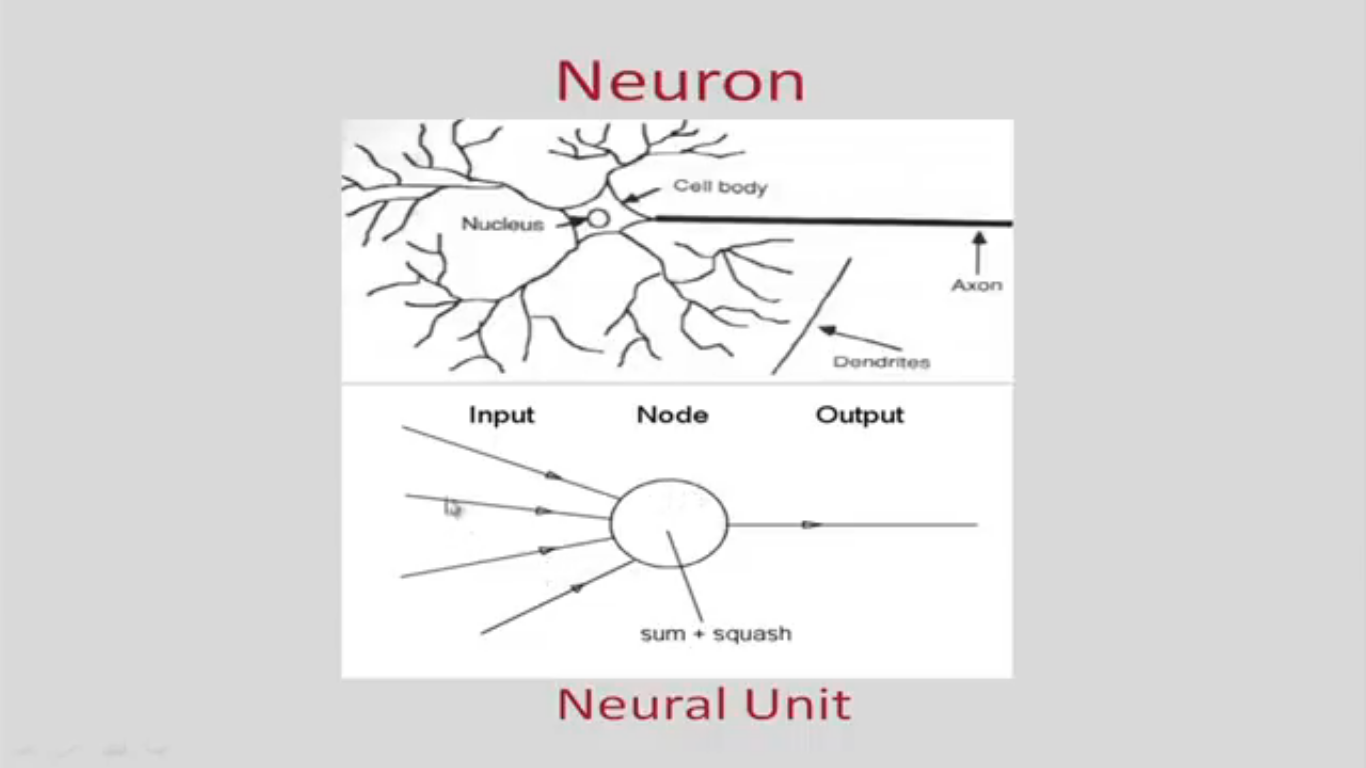 Neuron
Cell body
Nucleus
Axon
Dendrites
Input Node Output
sum + squash
Neural Unit